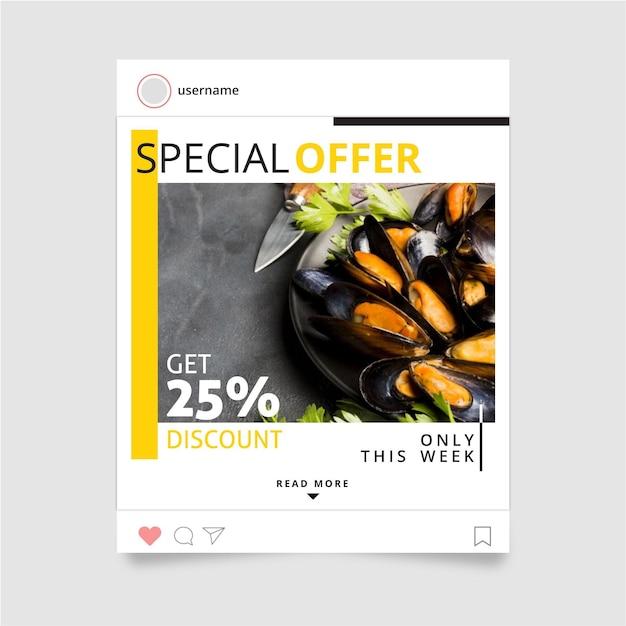 username
SPECIAL OFFER
GET
25%
DISCOUNT
ONLY
THIS WEEK
READ MORE